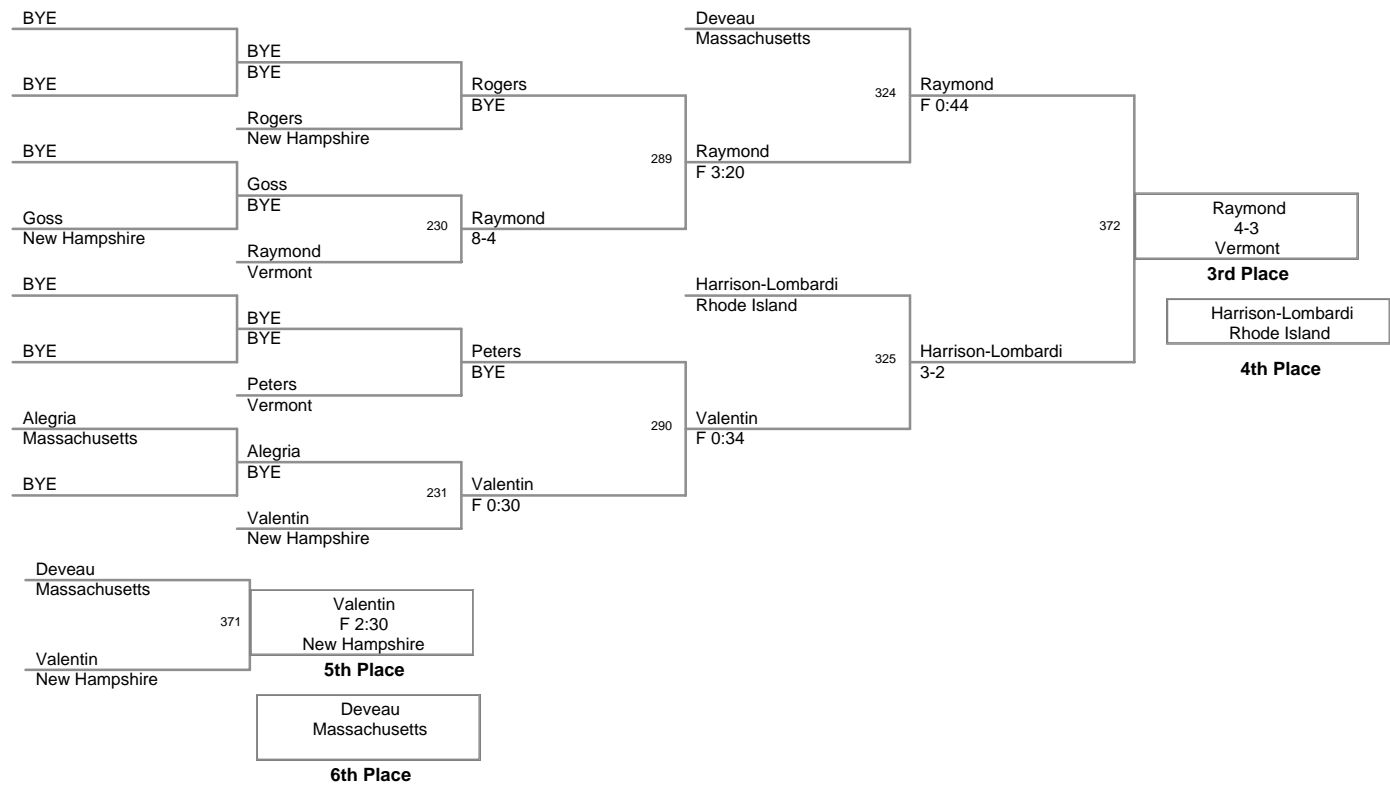 BYE
BYE
BYE
BYE
Rogers
New Hampshire
Rogers
BYE
BYE
Goss
New Hampshire
Goss
BYE
Raymond
Vermont
230
Raymond
8-4
289
Raymond
F 3:20
Deveau
Massachusetts
324
Raymond
F 0:44
BYE
BYE
BYE
BYE
Peters
Vermont
Peters
BYE
Alegria
Massachusetts
BYE
Alegria
BYE
Valentin
New Hampshire
231
Valentin
F 0:30
290
Valentin
F 0:34
Harrison-Lombardi
Rhode Island
325
Harrison-Lombardi
3-2
372
Raymond
4-3
Vermont
3rd Place
Harrison-Lombardi
Rhode Island
4th Place
Deveau
Massachusetts
Valentin
New Hampshire
371
Valentin
F 2:30
New Hampshire
5th Place
Deveau
Massachusetts
6th Place